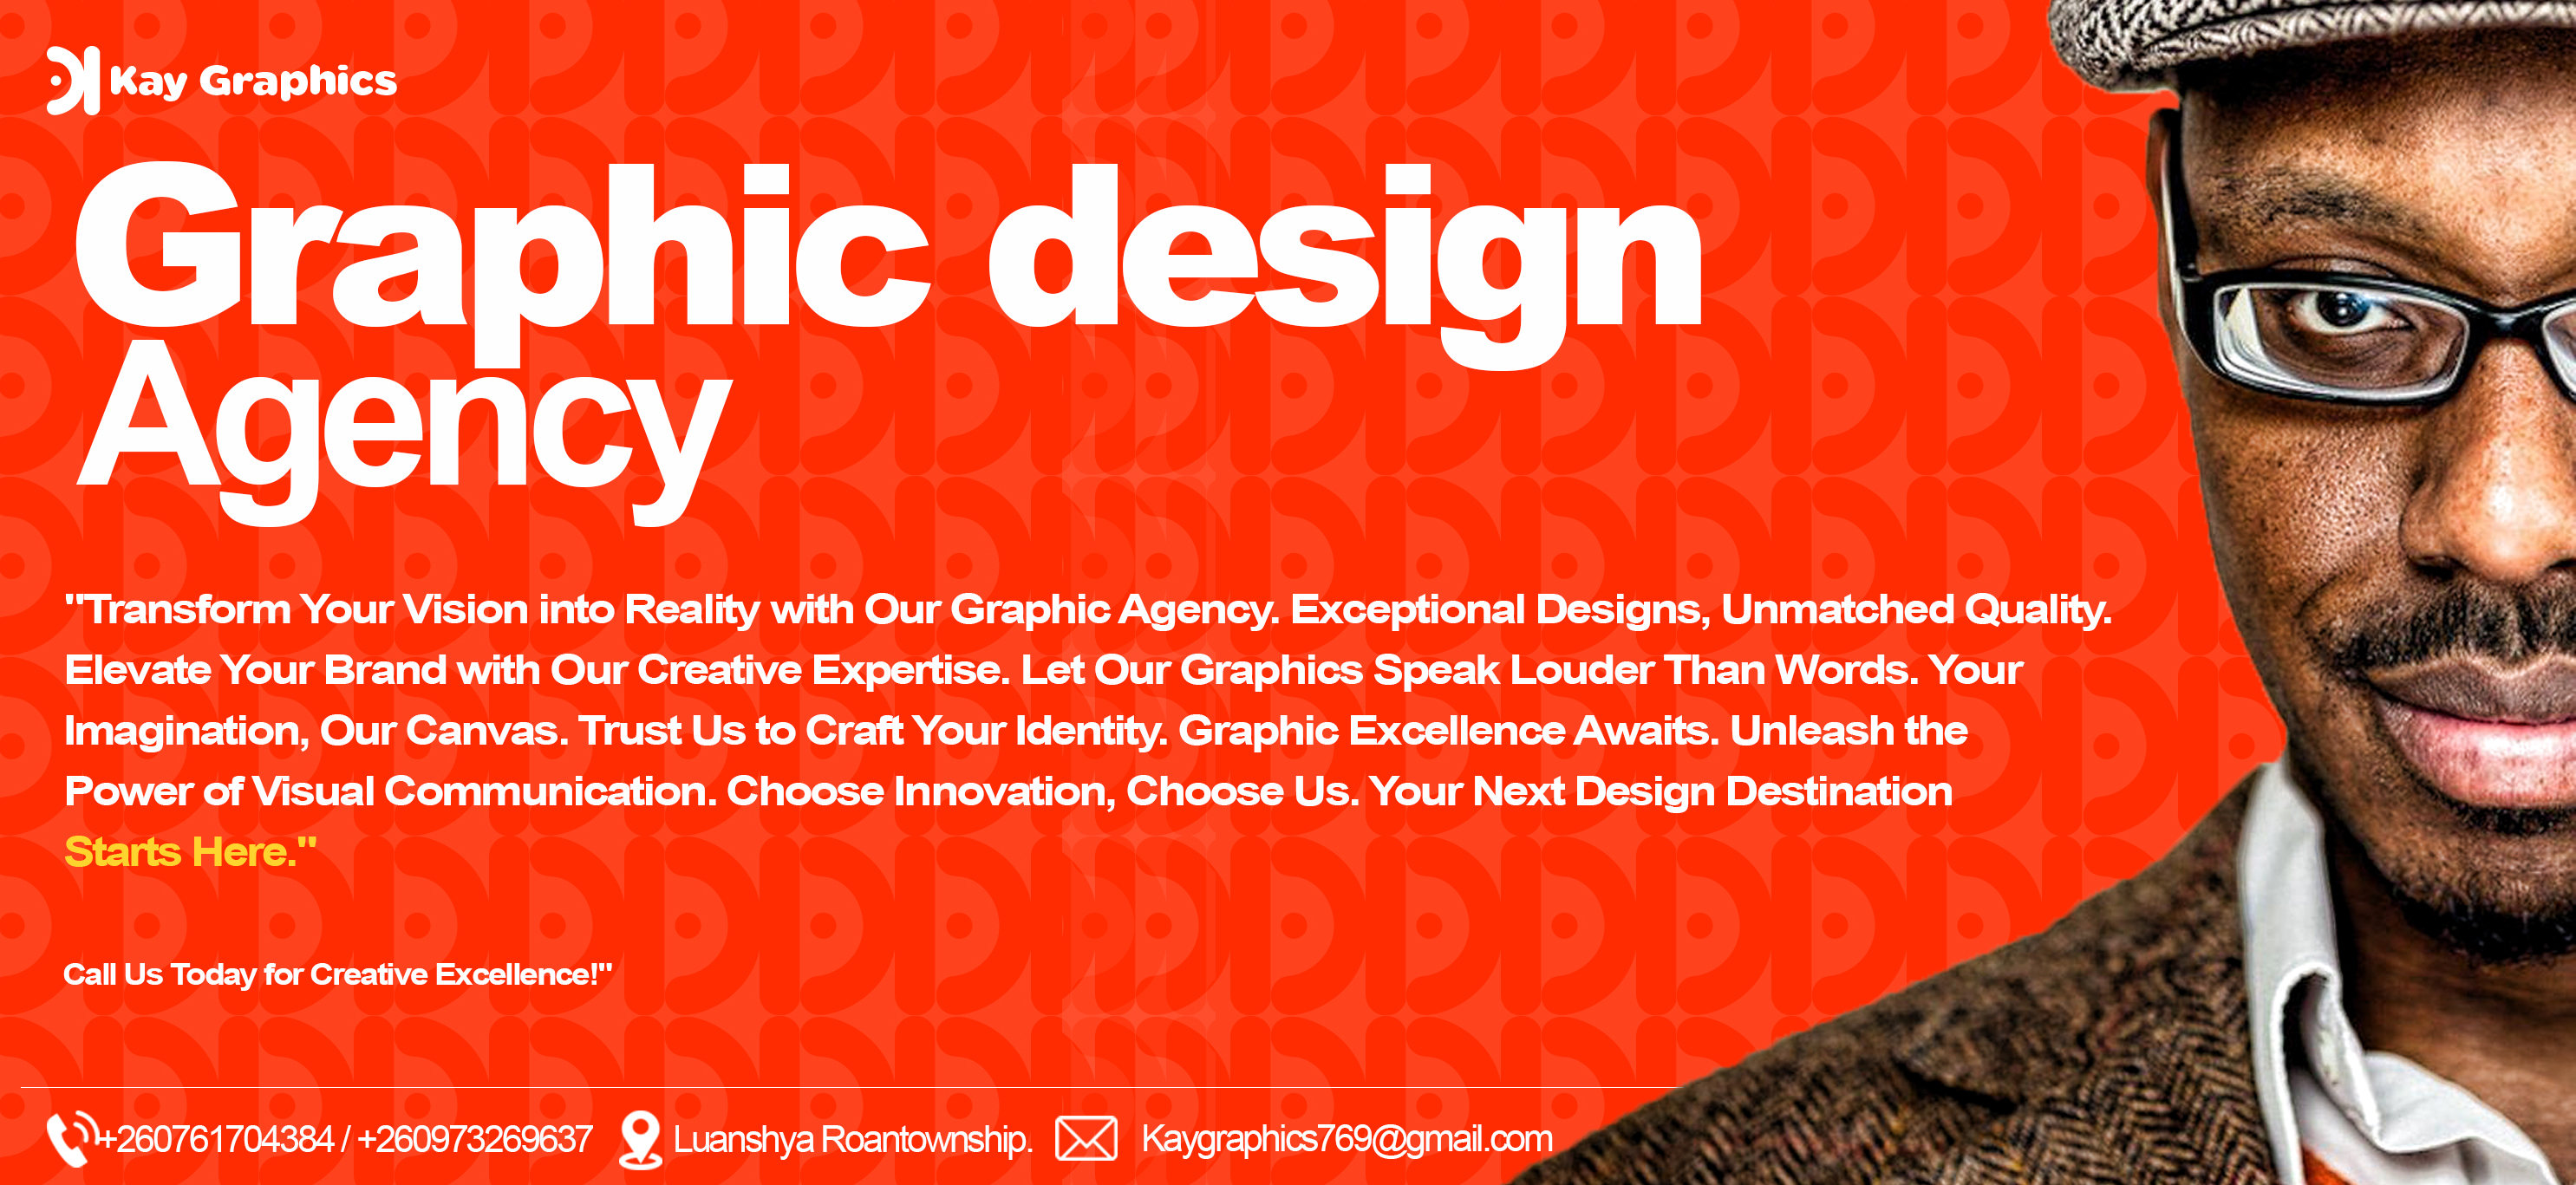 Kay Graphics
Graphic design
Agency
"Transform Your Vision into Reality with Our Graphic Agency. Exceptional Designs, Unmatched Quality.
Elevate Your Brand with Our Creative Expertise. Let Our Graphics Speak Louder Than Words. Your
Imagination, Our Canvas. Trust Us to Craft Your Identity. Graphic Excellence Awaits. Unleash the
Power of Visual Communication. Choose Innovation, Choose Us. Your Next Design Destination
Starts Here."
Call Us Today for Creative Excellence!"
+260761704384 / +260973269637 Luanshya Roantownship. Kaygraphics769@gmail.com